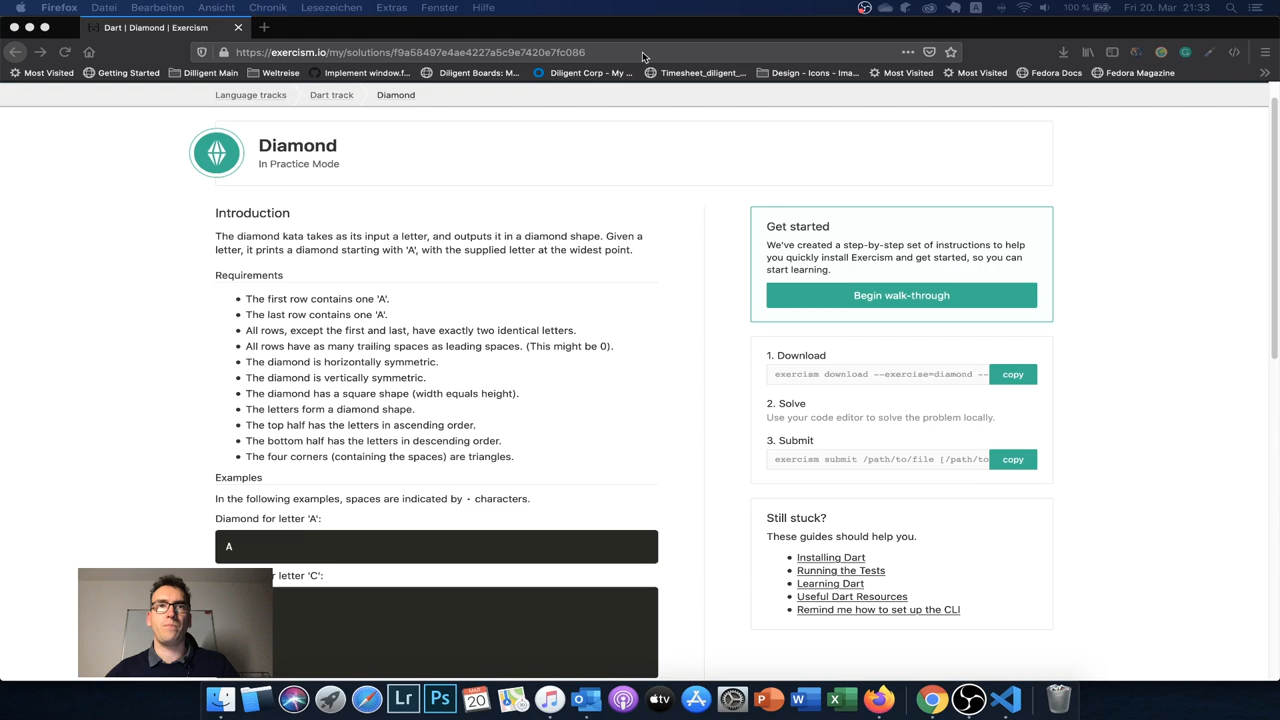 Firefox Datei Bearbeiten Ansicht Chronik Lesezeichen Extras Fenster Hilfe 100 % Fr 20. Mar 21:33
Dart | Diamond | Exercism
https://exercism.io/my/solutions/f9a58497e4ae4227a5c9e7420e7fc086
Most Visited Getting Started Diligent Main Weltreise Implement window.f... Diligent Boards: M... Diligent Corp - My ... Timesheet_diligent_... Design - Icons - Ima... Most Visited Most Visited Fedora Docs Fedora Magazine
Language tracks Dart track Diamond
Diamond
In Practice Mode
Introduction
The diamond kata takes as its input a letter, and outputs it in a diamond shape. Given a
letter, it prints a diamond starting with 'A', with the supplied letter at the widest point.
Requirements
• The first row contains one 'A'.
• The last row contains one 'A'.
• All rows, except the first and last, have exactly two identical letters.
• All rows have as many trailing spaces as leading spaces. (This might be 0).
• The diamond is horizontally symmetric.
• The diamond is vertically symmetric.
• The diamond has a square shape (width equals height).
• The letters form a diamond shape.
• The top half has the letters in ascending order.
• The bottom half has the letters in descending order.
• The four corners (containing the spaces) are triangles.
Examples
In the following examples, spaces are indicated by · characters.
Diamond for letter 'A':
A
letter 'C':
Get started
We've created a step-by-step set of instructions to help
you quickly install Exercism and get started, so you can
start learning.
Begin walk-through
1. Download
exercism download --exercise=diamond --
copy
2. Solve
Use your code editor to solve the problem locally.
3. Submit
exercism submit /path/to/file [/path/to
copy
Still stuck?
These guides should help you.
• Installing Dart
• Running the Tests
• Learning Dart
• Useful Dart Resources
• Remind me how to set up the CLI
Lr Ps MAR 20 tv